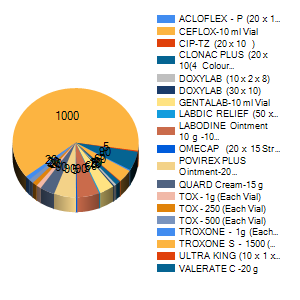 1000
5
80
ACLOFLEX - P (20 x 1...
CEFLOX-10 ml Vial
CIP-TZ (20 x 10 )
CLONAC PLUS (20 x
10(4 Colour...
DOXYLAB (10 x 2 x 8)
DOXYLAB (30 x 10)
GENTALAB-10 ml Vial
LABDIC RELIEF (50 x...
LABODINE Ointment
10 g -10...
OMECAP (20 x 15 Str...
POVIREX PLUS
Ointment-20...
QUARD Cream-15 g
TOX - 1g (Each Vial)
TOX - 250 (Each Vial)
TOX - 500 (Each Vial)
TROXONE - 1g (Each...
TROXONE S - 1500 (...
ULTRA KING (10 x 1 x...
VALERATE C -20 g